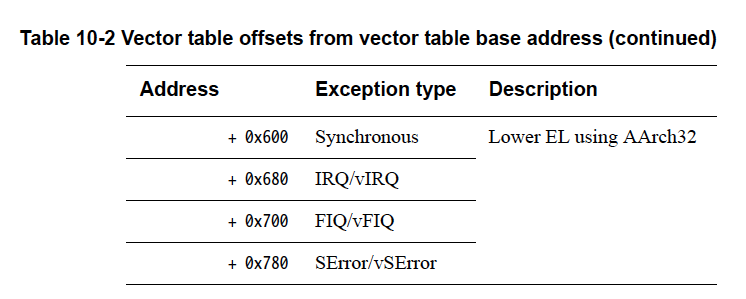 Table 10-2 Vector table offsets from vector table base address (continued)
Address Exception type Description
+ 0x600 Synchronous Lower EL using AArch32
+ 0x680 IRQ/vIRQ
+ 0x700 FIQ/vFIQ
+ 0x780 SError/vSError